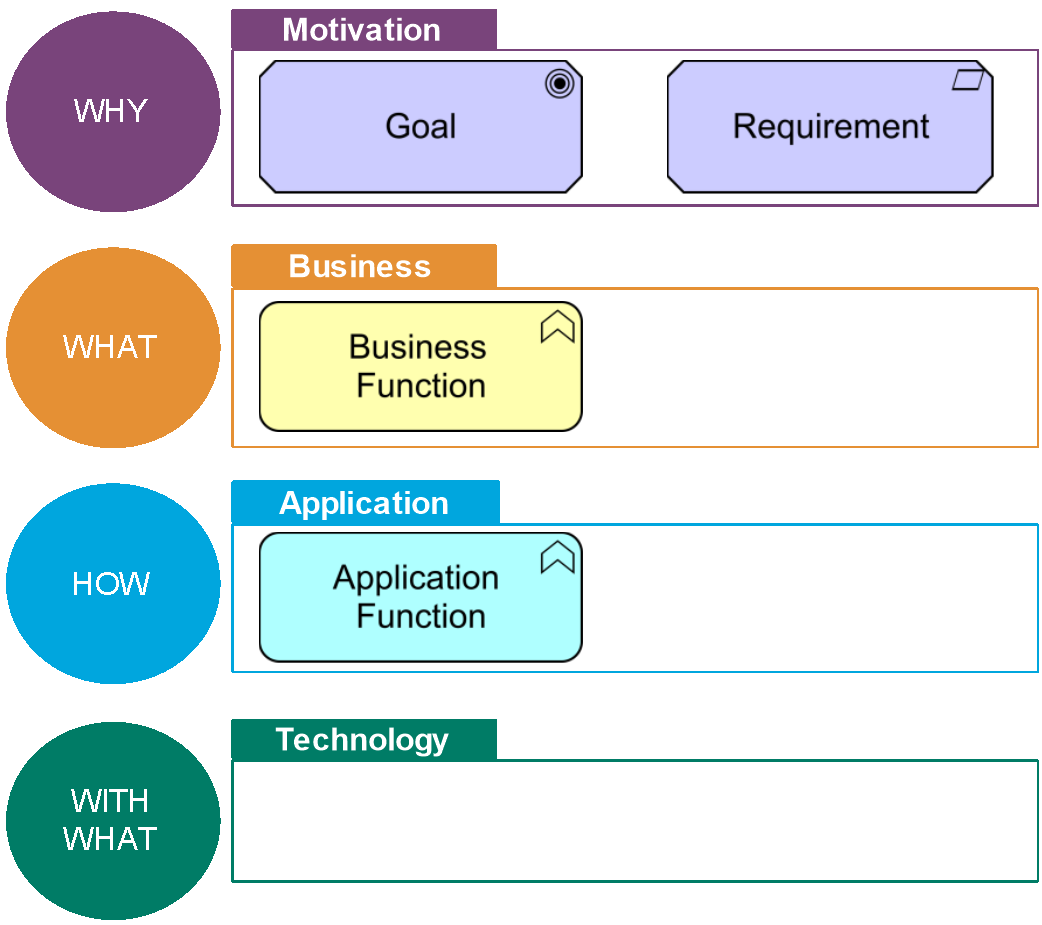 Motivation
WHY
Goal
Requirement
Business
WHAT
Business
Function
Application
HOW
Application
Function
Technology
WITH
WHAT